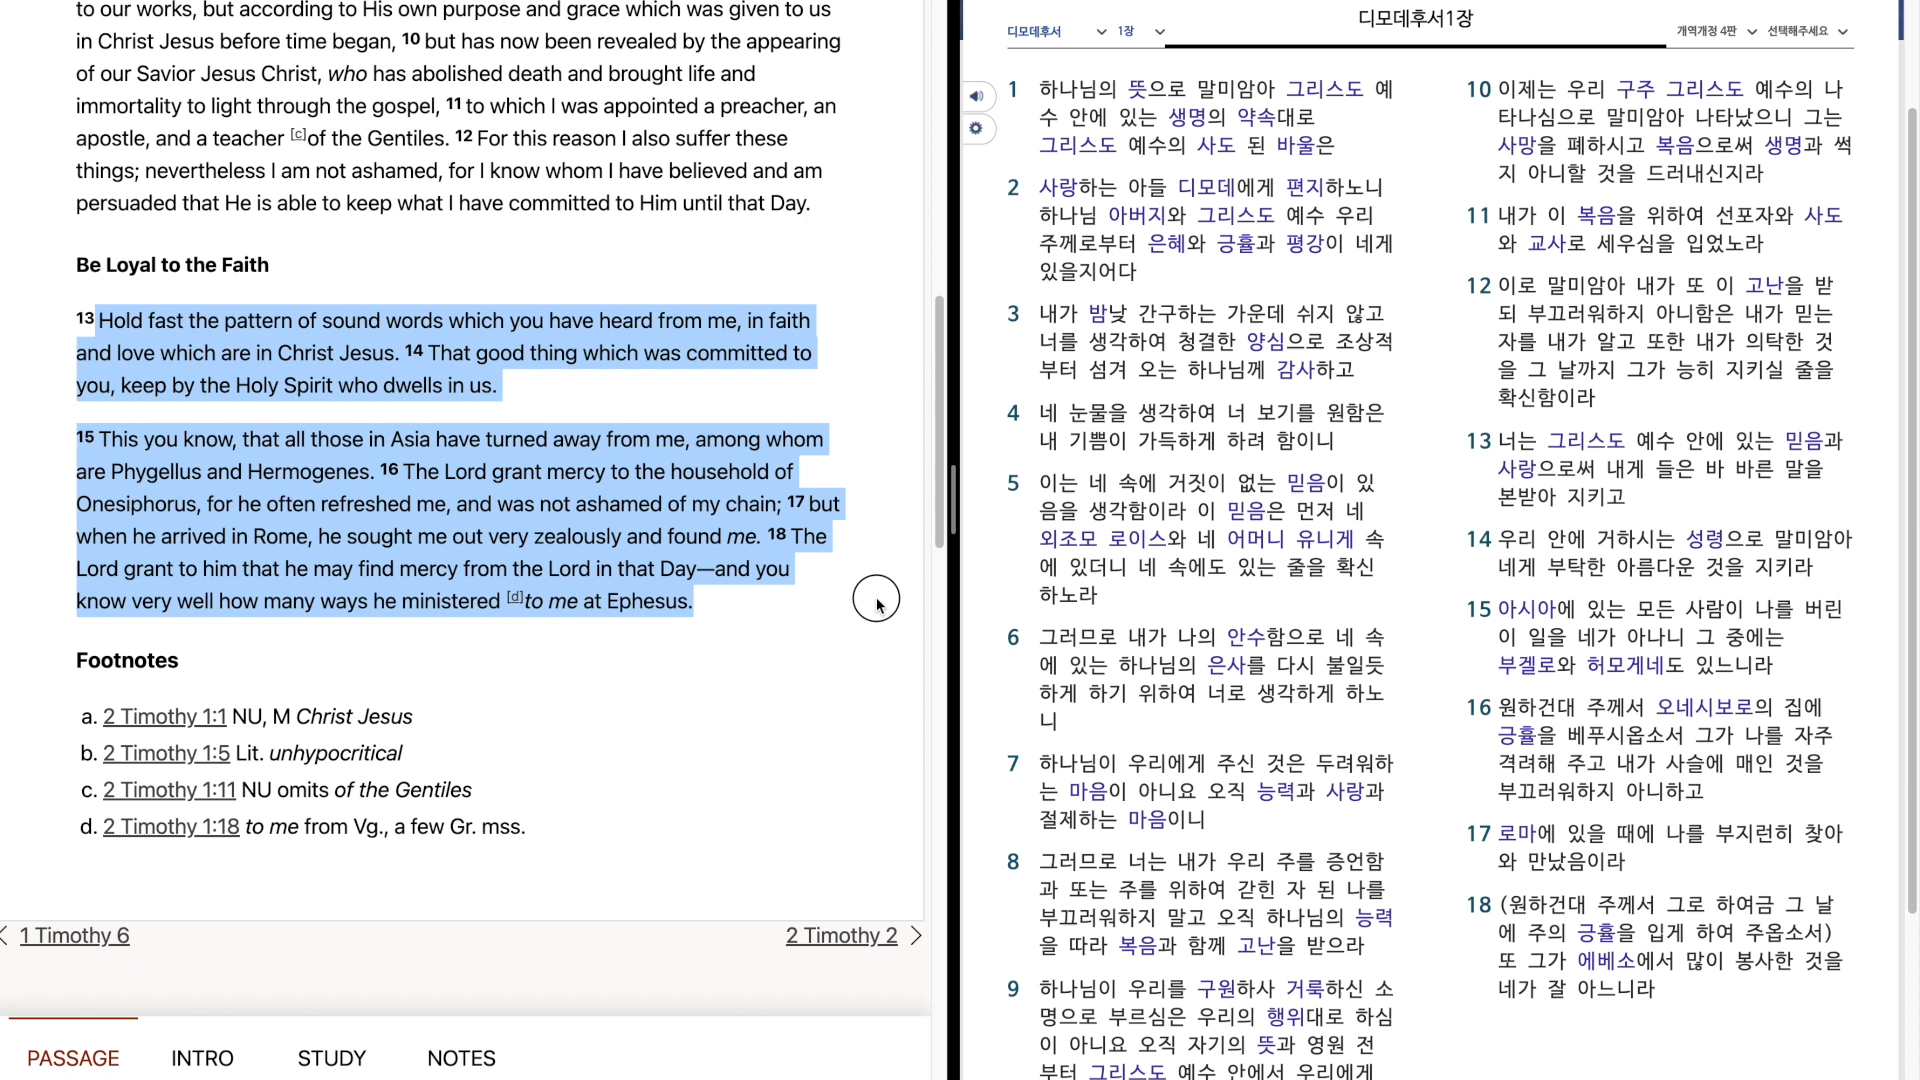 to our works, but according to His own purpose and grace which was given to us
in Christ Jesus before time began, 10 but has now been revealed by the appearing
of our Savior Jesus Christ, who has abolished death and brought life and
immortality to light through the gospel, 11 to which I was appointed a preacher, an
apostle, and a teacher [c]of the Gentiles. 12 For this reason I also suffer these
things; nevertheless I am not ashamed, for I know whom I have believed and am
persuaded that He is able to keep what I have committed to Him until that Day.
Be Loyal to the Faith
13 Hold fast the pattern of sound words which you have heard from me, in faith
and love which are in Christ Jesus. 14 That good thing which was committed to
you, keep by the Holy Spirit who dwells in us.
15 This you know, that all those in Asia have turned away from me, among whom
are Phygellus and Hermogenes. 16 The Lord grant mercy to the household of
Onesiphorus, for he often refreshed me, and was not ashamed of my chain; 17 but
when he arrived in Rome, he sought me out very zealously and found me. 18 The
Lord grant to him that he may find mercy from the Lord in that Day—and you
know very well how many ways he ministered [d]to me at Ephesus.
Footnotes
a. 2 Timothy 1:1 NU, M Christ Jesus
b. 2 Timothy 1:5 Lit. unhypocritical
c. 2 Timothy 1:11 NU omits of the Gentiles
d. 2 Timothy 1:18 to me from Vg., a few Gr. mss.
1 Timothy 6
2 Timothy 2
PASSAGE INTRO STUDY NOTES
디모데후서1장
디모데후서 1장
개역개정 4판 선택해주세요
1 하나님의 뜻으로 말미암아 그리스도 예
수 안에 있는 생명의 약속대로
그리스도 예수의 사도 된 바울은
2 사랑하는 아들 디모데에게 편지하노니
하나님 아버지와 그리스도 예수 우리
주께로부터 은혜와 긍휼과 평강이 네게
있을지어다
3 내가 밤낮 간구하는 가운데 쉬지 않고
너를 생각하여 청결한 양심으로 조상적
부터 섬겨 오는 하나님께 감사하고
4 네 눈물을 생각하여 너 보기를 원함은
내 기쁨이 가득하게 하려 함이니
5 이는 네 속에 거짓이 없는 믿음이 있
음을 생각함이라 이 믿음은 먼저 네
외조모 로이스와 네 어머니 유니게 속
에 있더니 네 속에도 있는 줄을 확신
하노라
6 그러므로 내가 나의 안수함으로 네 속
에 있는 하나님의 은사를 다시 불일듯
하게 하기 위하여 너로 생각하게 하노
니
7 하나님이 우리에게 주신 것은 두려워하
는 마음이 아니요 오직 능력과 사랑과
절제하는 마음이니
8 그러므로 너는 내가 우리 주를 증언함
과 또는 주를 위하여 갇힌 자 된 나를
부끄러워하지 말고 오직 하나님의 능력
을 따라 복음과 함께 고난을 받으라
9 하나님이 우리를 구원하사 거룩하신 소
명으로 부르심은 우리의 행위대로 하심
이 아니요 오직 자기의 뜻과 영원 전
부터 그리스도 예수 안에서 우리에게
10 이제는 우리 구주 그리스도 예수의 나
타나심으로 말미암아 나타났으니 그는
사망을 폐하시고 복음으로써 생명과 썩
지 아니할 것을 드러내신지라
11 내가 이 복음을 위하여 선포자와 사도
와 교사로 세우심을 입었노라
12 이로 말미암아 내가 또 이 고난을 받
되 부끄러워하지 아니함은 내가 믿는
자를 내가 알고 또한 내가 의탁한 것
을 그 날까지 그가 능히 지키실 줄을
확신함이라
13 너는 그리스도 예수 안에 있는 믿음과
사랑으로써 내게 들은 바 바른 말을
본받아 지키고
14 우리 안에 거하시는 성령으로 말미암아
네게 부탁한 아름다운 것을 지키라
15 아시아에 있는 모든 사람이 나를 버린
이 일을 네가 아나니 그 중에는
부겔로와 허모게네도 있느니라
16 원하건대 주께서 오네시보로의 집에
긍휼을 베푸시옵소서 그가 나를 자주
격려해 주고 내가 사슬에 매인 것을
부끄러워하지 아니하고
17 로마에 있을 때에 나를 부지런히 찾아
와 만났음이라
18 (원하건대 주께서 그로 하여금 그 날
에 주의 긍휼을 입게 하여 주옵소서)
또 그가 에베소에서 많이 봉사한 것을
네가 잘 아느니라